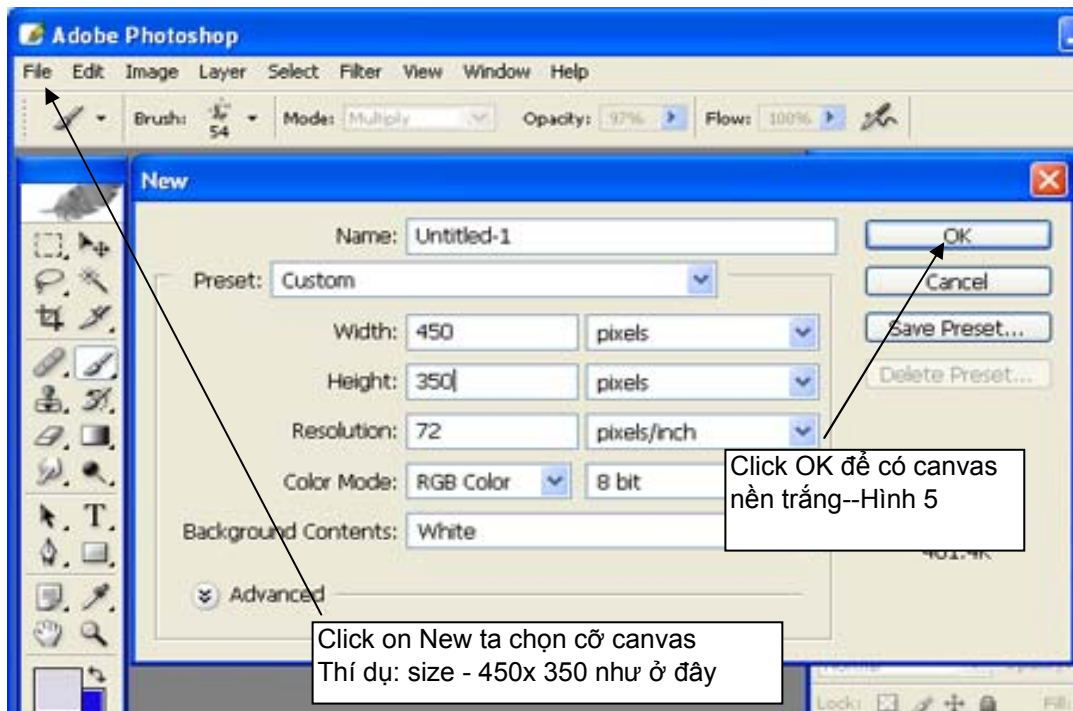 Adobe Photoshop
File Edit Image Layer Select Filter View Window Help
Brush: 54 Mode: Multiply Opacity: 97% Flow: 100%
New
Name: Untitled-1 OK
Preset: Custom Cancel
Width: 450 pixels Save Preset...
Height: 350 pixels Delete Preset...
Resolution: 72 pixels/inch
Color Mode: RGB Color 8 bit
Click OK để có canvas
nền trắng--Hình 5
Background Contents: White
Advanced
Click on New ta chọn cỡ canvas
Thí dụ: size - 450x 350 như ở đây
T
Lock: